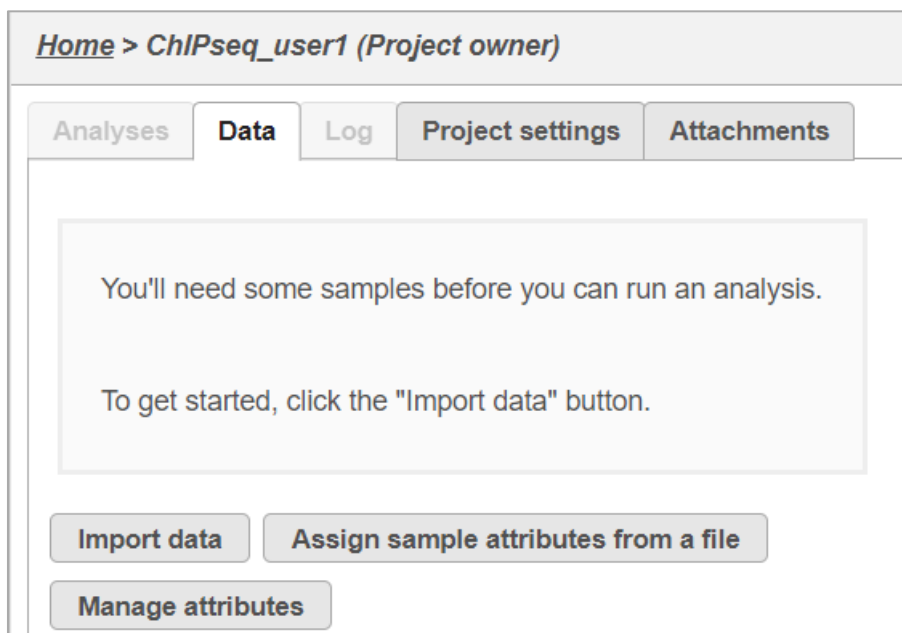 Home > ChIPseq_user1 (Project owner)
Analyses Data Log Project settings Attachments
You'll need some samples before you can run an analysis.
To get started, click the "Import data" button.
Import data Assign sample attributes from a file
Manage attributes